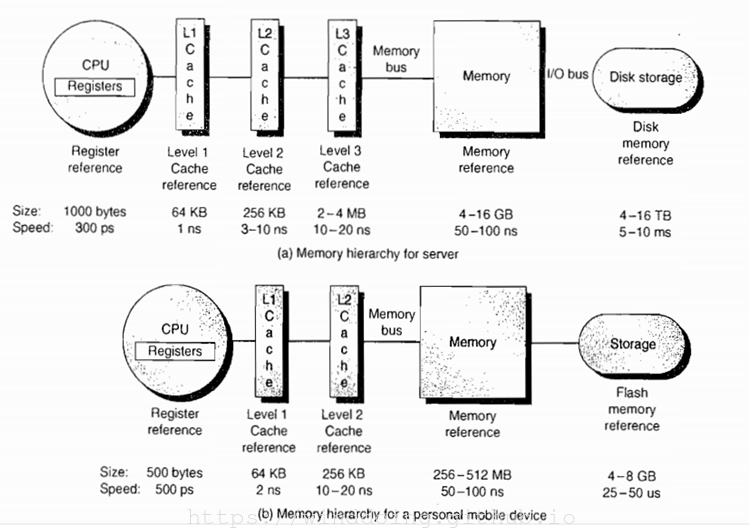 CPU
Registers
L1
Cache
L2
Cache
L3
Cache
Memory
bus
Memory
I/O bus
Disk storage
Register
reference
Level 1
Cache
reference
Level 2
Cache
reference
Level 3
Cache
reference
Memory
reference
Disk
memory
reference
Size: 1000 bytes 64 KB 256 KB 2–4 MB 4–16 GB 4–16 TB
Speed: 300 ps 1 ns 3–10 ns 10–20 ns 50–100 ns 5–10 ms
(a) Memory hierarchy for server
CPU
Registers
L1
Cache
L2
Cache
Memory
bus
Memory
Storage
Register
reference
Level 1
Cache
reference
Level 2
Cache
reference
Memory
reference
Flash
memory
reference
Size: 500 bytes 64 KB 256 KB 256–512 MB 4–8 GB
Speed: 500 ps 2 ns 10–20 ns 50–100 ns 25–50 us
(b) Memory hierarchy for a personal mobile device